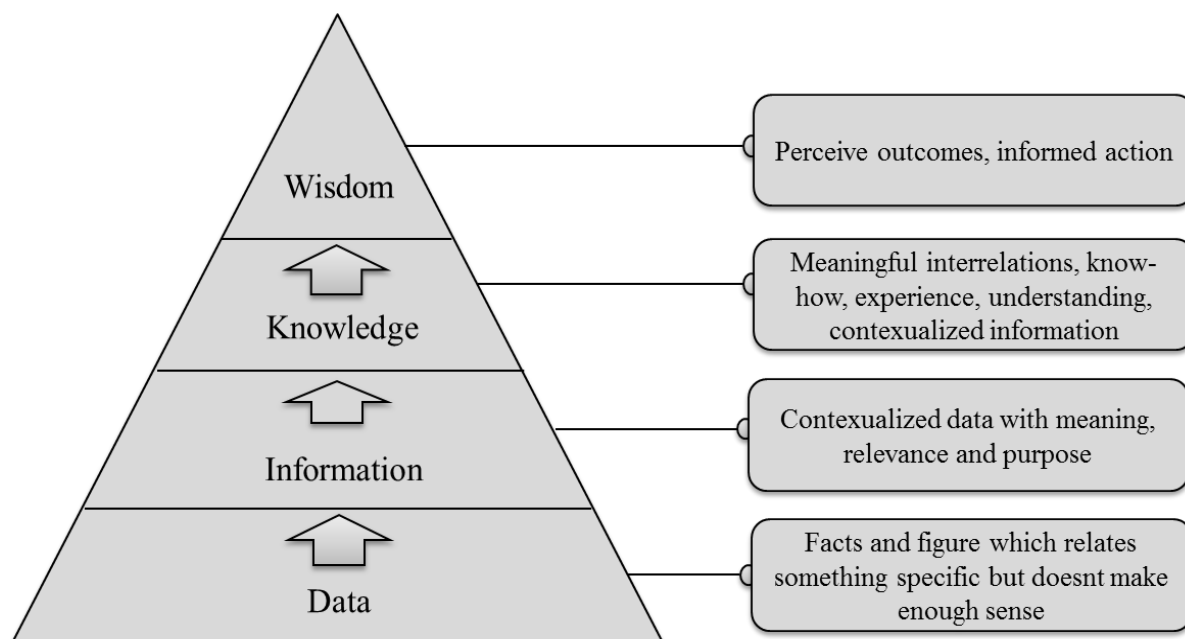 Wisdom
Perceive outcomes, informed action
Knowledge
Meaningful interrelations, know-
how, experience, understanding,
contexualized information
Information
Contexualized data with meaning,
relevance and purpose
Data
Facts and figure which relates
something specific but doesnt make
enough sense